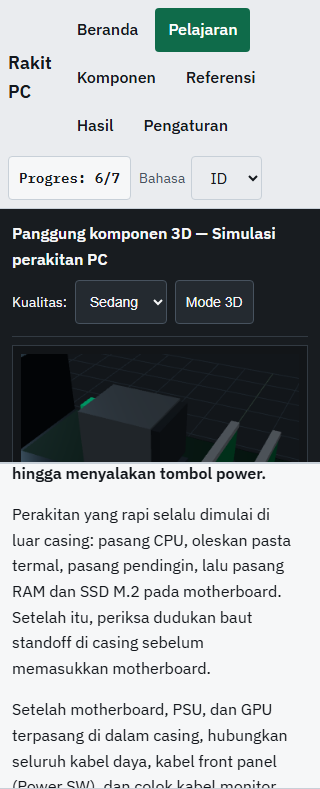 Rakit PC
Beranda
Pelajaran
Komponen
Referensi
Hasil
Pengaturan
Progres: 6/7
Bahasa
ID
Panggung komponen 3D — Simulasi
perakitan PC
Kualitas:
Sedang
Mode 3D
hingga menyalakan tombol power.
Perakitan yang rapi selalu dimulai di
luar casing: pasang CPU, oleskan pasta
termal, pasang pendingin, lalu pasang
RAM dan SSD M.2 pada motherboard.
Setelah itu, periksa dudukan baut
standoff di casing sebelum
memasukkan motherboard.
Setelah motherboard, PSU, dan GPU
terpasang di dalam casing, hubungkan
seluruh kabel daya, kabel front panel
(Power SW), dan colok kabel monitor